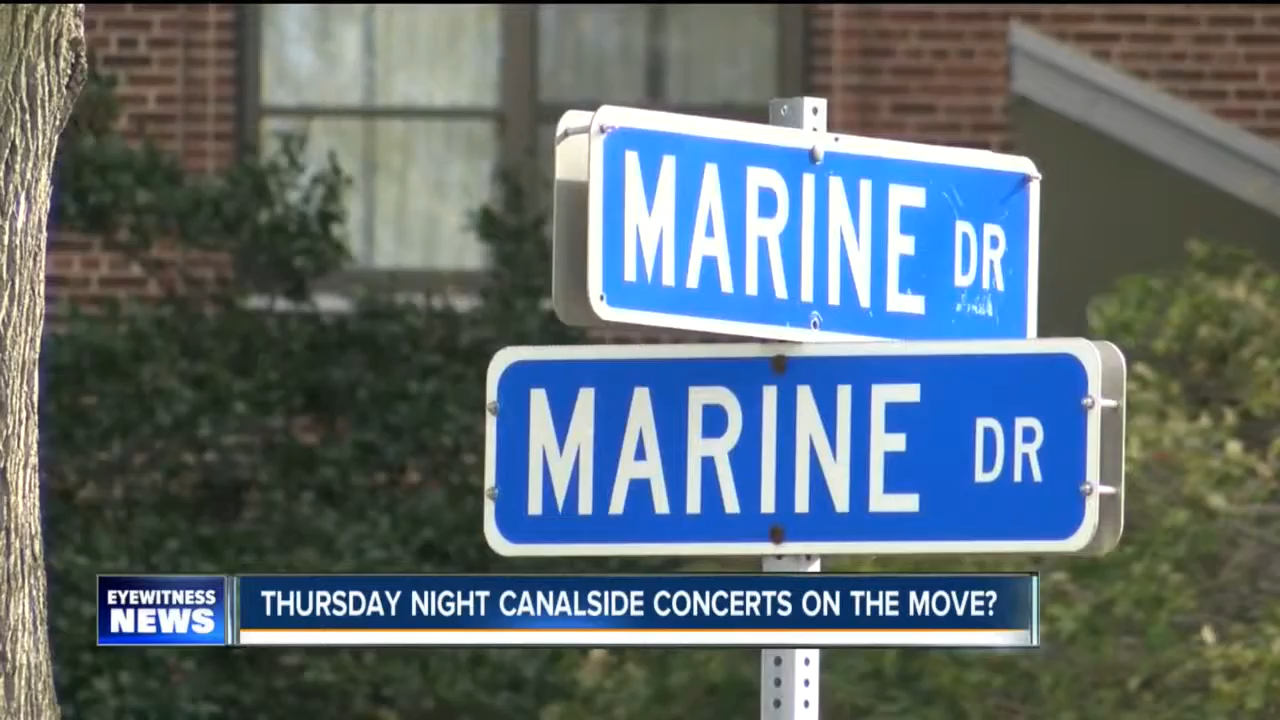 MARINE DR
MARINE DR
EYEWITNESS
NEWS
THURSDAY NIGHT CANALSIDE CONCERTS ON THE MOVE?